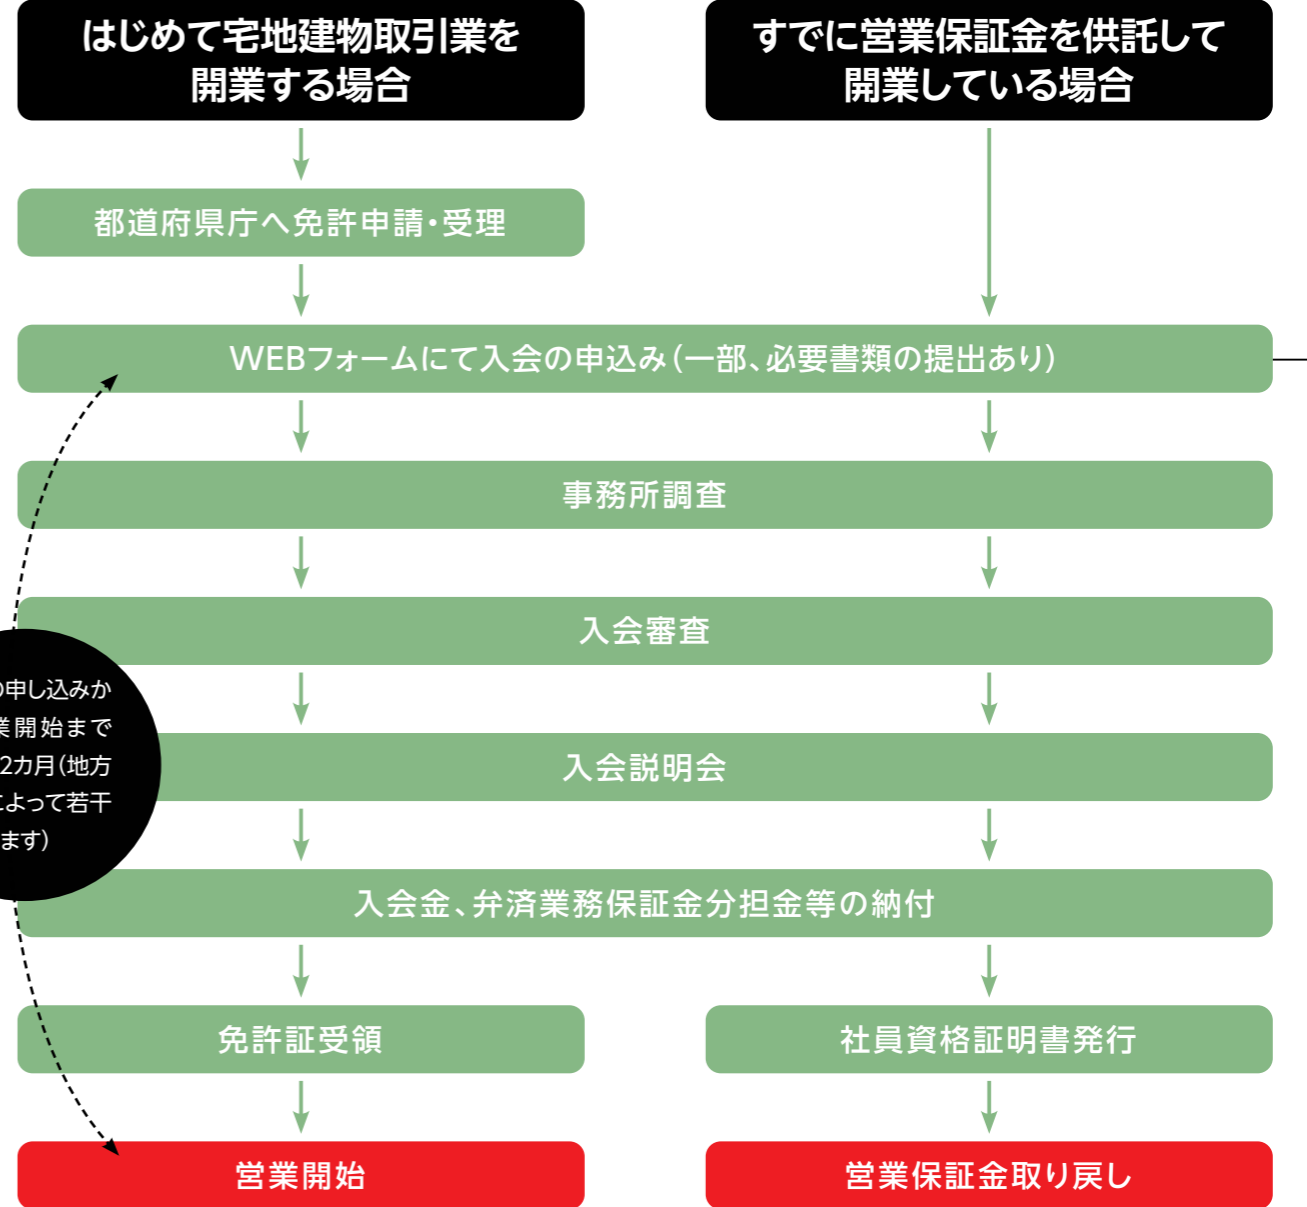 はじめて宅地建物取引業を
開業する場合
すでに営業保証金を供託して
開業している場合
都道府県庁へ免許申請・受理
WEBフォームにて入会の申込み（一部、必要書類の提出あり）
事務所調査
入会審査
入会説明会
入会金、弁済業務保証金分担金等の納付
免許証受領
社員資格証明書発行
営業開始
営業保証金取り戻し
の申し込みか
業開始まで
2カ月（地方
によって若干
ます）